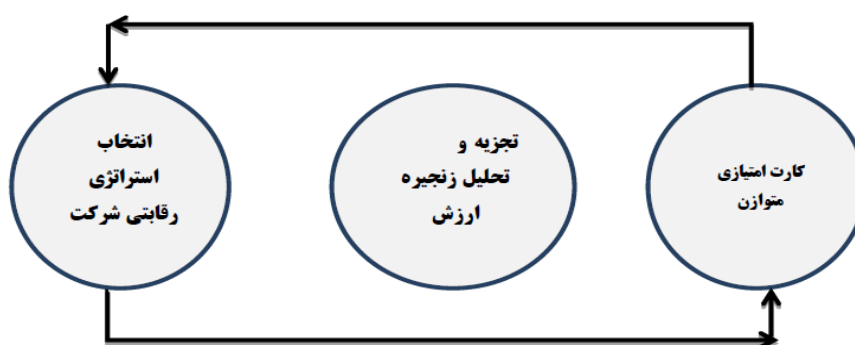 کارت امتیازی
متوازن
تجزیه و
تحلیل زنجیره
ارزش
انتخاب
استراتژی
رقابتی شرکت